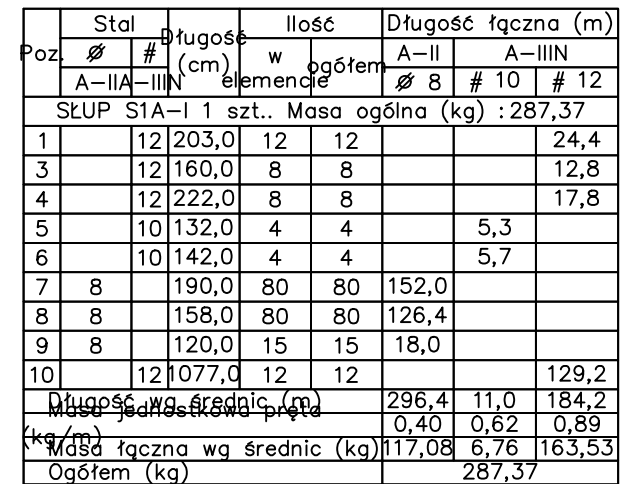 Stal Długość Ilość Długość łączna (m)
Poz. ø # (cm) w ogółem A-II A-IIIN
A-II A-IIIN elemencie ø 8 # 10 # 12
SŁUP S1A-I 1 szt.. Masa ogólna (kg) :287,37
1 12 203,0 12 12 24,4
3 12 160,0 8 8 12,8
4 12 222,0 8 8 17,8
5 10 132,0 4 4 5,3
6 10 142,0 4 4 5,7
7 8 190,0 80 80 152,0
8 8 158,0 80 80 126,4
9 8 120,0 15 15 18,0
10 12 1077,0 12 12 129,2
Długość wg średnic (m) 296,4 11,0 184,2
Masa jednostkowa pręta 0,40 0,62 0,89
(kg/m)
Masa łączna wg średnic (kg) 117,08 6,76 163,53
Ogółem (kg) 287,37